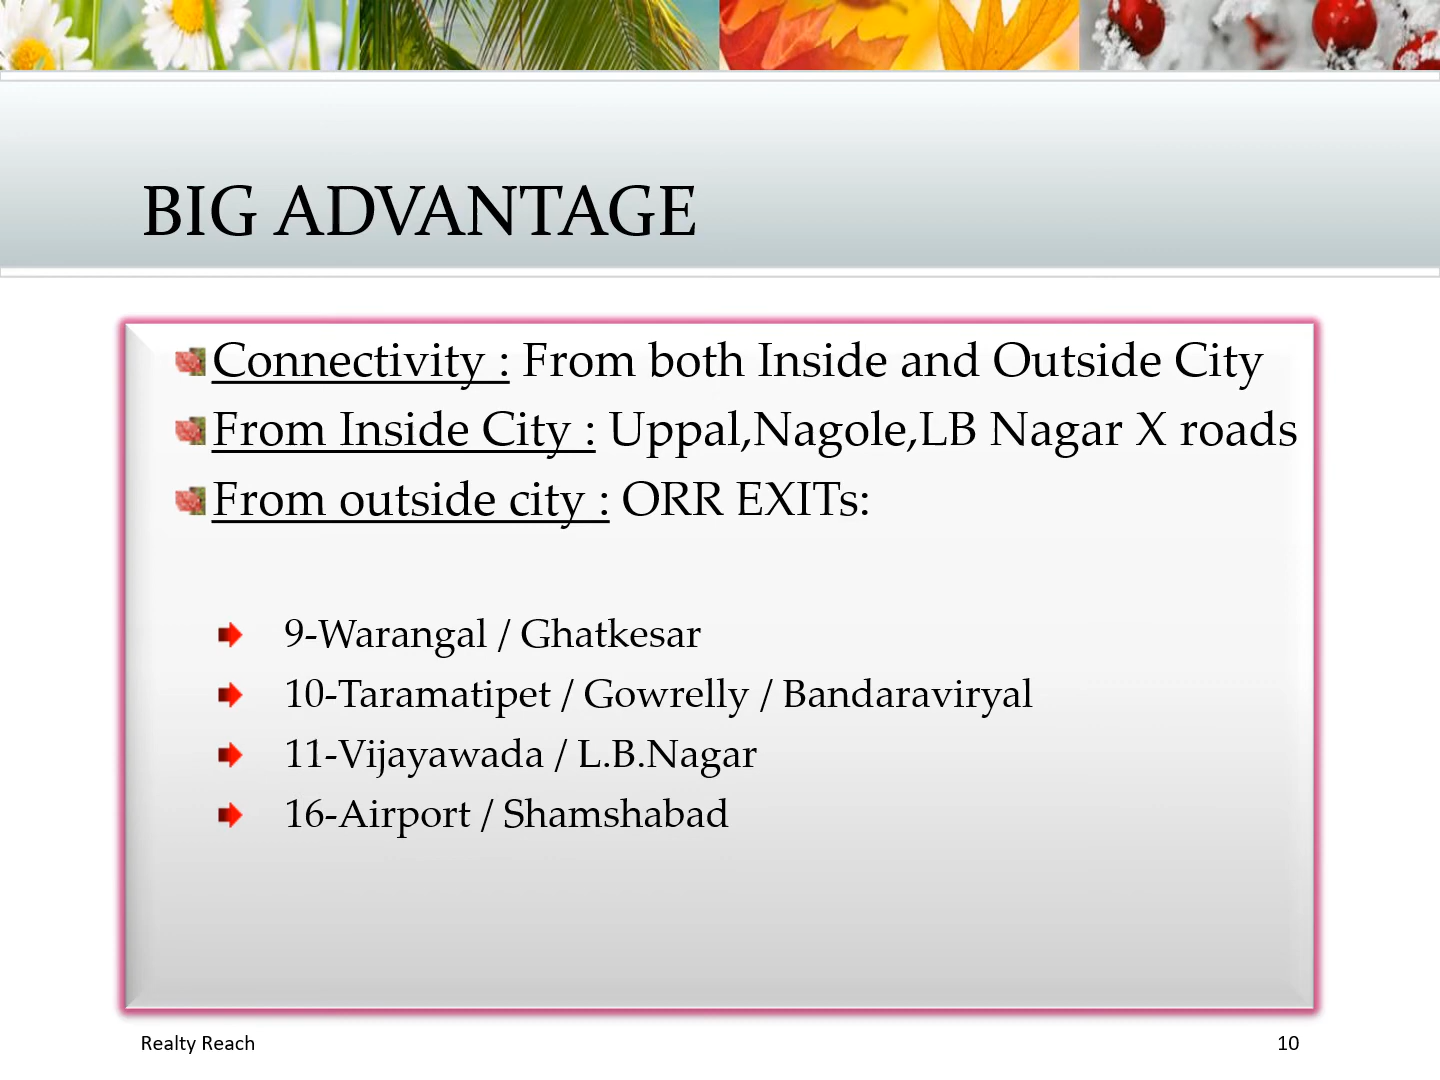 BIG ADVANTAGE
Connectivity : From both Inside and Outside City
From Inside City : Uppal,Nagole,LB Nagar X roads
From outside city : ORR EXITs:
9-Warangal / Ghatkesar
10-Taramatipet / Gowrelly / Bandaraviryal
11-Vijayawada / L.B.Nagar
16-Airport / Shamshabad
Realty Reach
10